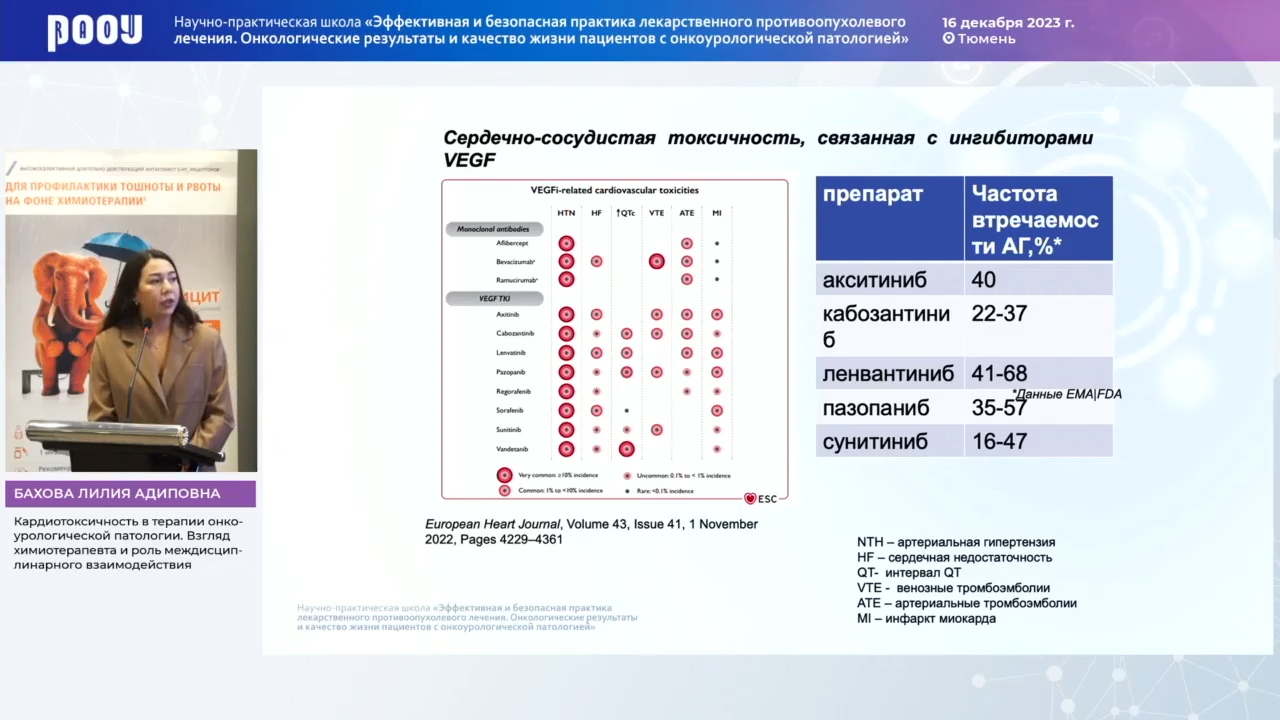 РООУ
RAOU
Научно-практическая школа «Эффективная и безопасная практика лекарственного противоопухолевого
лечения. Онкологические результаты и качество жизни пациентов с онкоурологической патологией»
16 декабря 2023 г.
Тюмень
ДЛЯ ПРОФИЛАКТИКИ ТОШНОТЫ И РВОТЫ
НА ФОНЕ ХИМИОТЕРАПИИ¹
БАХОВА ЛИЛИЯ АДИПОВНА
Кардиотоксичность в терапии онко-
урологической патологии. Взгляд
химиотерапевта и роль междисцип-
линарного взаимодействия
Сердечно-сосудистая токсичность, связанная с ингибиторами
VEGF
VEGFi-related cardiovascular toxicities
HTN HF ↑QTc VTE ATE MI
Monoclonal antibodies
Aflibercept
Bevacizumabᵃ
Ramucirumabᵃ
VEGF TKI
Axitinib
Cabozantinib
Lenvatinib
Pazopanib
Regorafenib
Sorafenib
Sunitinib
Vandetanib
Very common: ≥10% incidence Uncommon: 0.1% to < 1% incidence
Common: 1% to <10% incidence Rare: <0.1% incidence
ESC
European Heart Journal, Volume 43, Issue 41, 1 November
2022, Pages 4229–4361
препарат Частота
втречаемос
ти АГ,%*
акситиниб 40
кабозантини 22-37
б
ленвантиниб 41-68
*Данные EMA|FDA
пазопаниб 35-57
сунитиниб 16-47
NTH – артериальная гипертензия
HF – сердечная недостаточность
QT- интервал QT
VTE - венозные тромбоэмболии
ATE – артериальные тромбоэмболии
MI – инфаркт миокарда
Научно-практическая школа «Эффективная и безопасная практика
лекарственного противоопухолевого лечения. Онкологические результаты
и качество жизни пациентов с онкоурологической патологией»